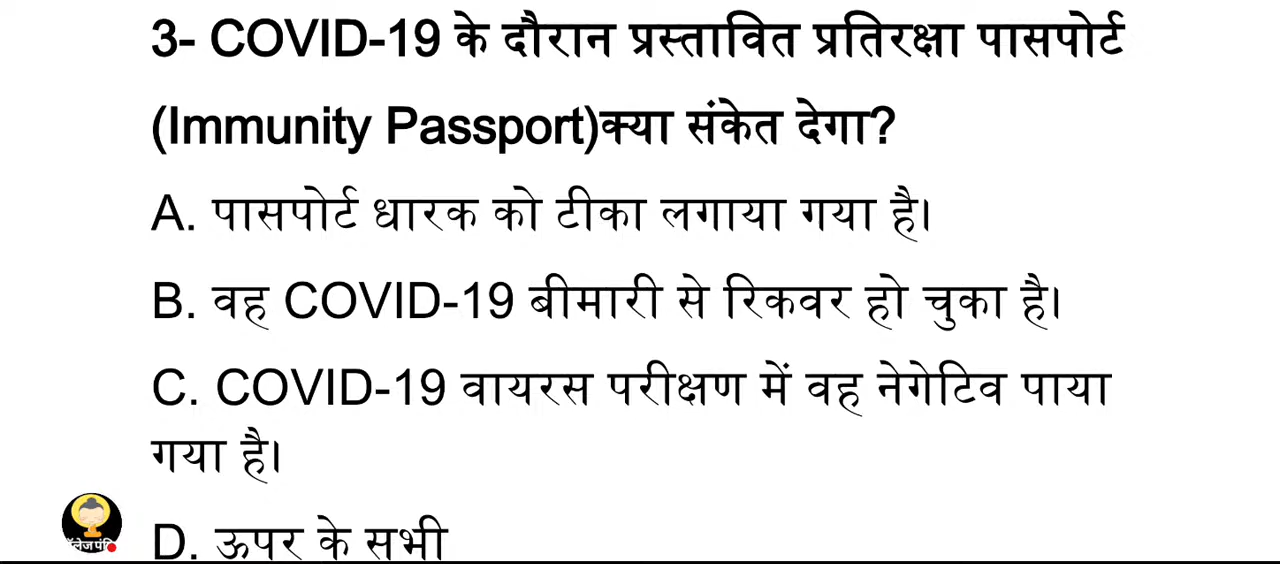 3- COVID-19 के दौरान प्रस्तावित प्रतिरक्षा पासपोर्ट
(Immunity Passport)क्या संकेत देगा?
A. पासपोर्ट धारक को टीका लगाया गया है।
B. वह COVID-19 बीमारी से रिकवर हो चुका है।
C. COVID-19 वायरस परीक्षण में वह नेगेटिव पाया
गया है।
D. ऊपर के सभी